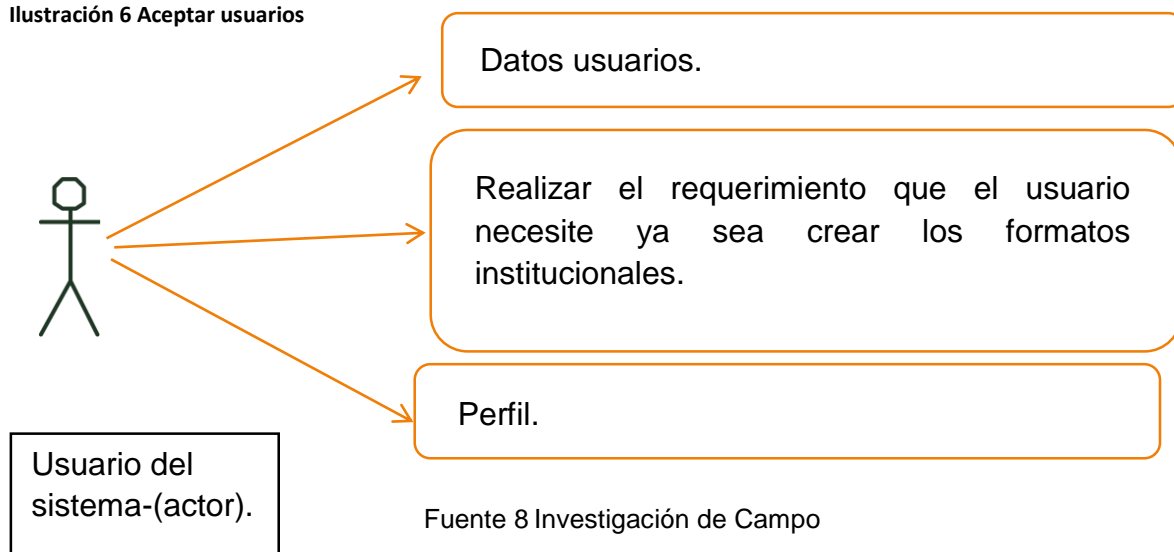 Ilustración 6 Aceptar usuarios
Datos usuarios.
Realizar el requerimiento que el usuario
necesite ya sea crear los formatos
institucionales.
Perfil.
Usuario del
sistema-(actor).
Fuente 8 Investigación de Campo